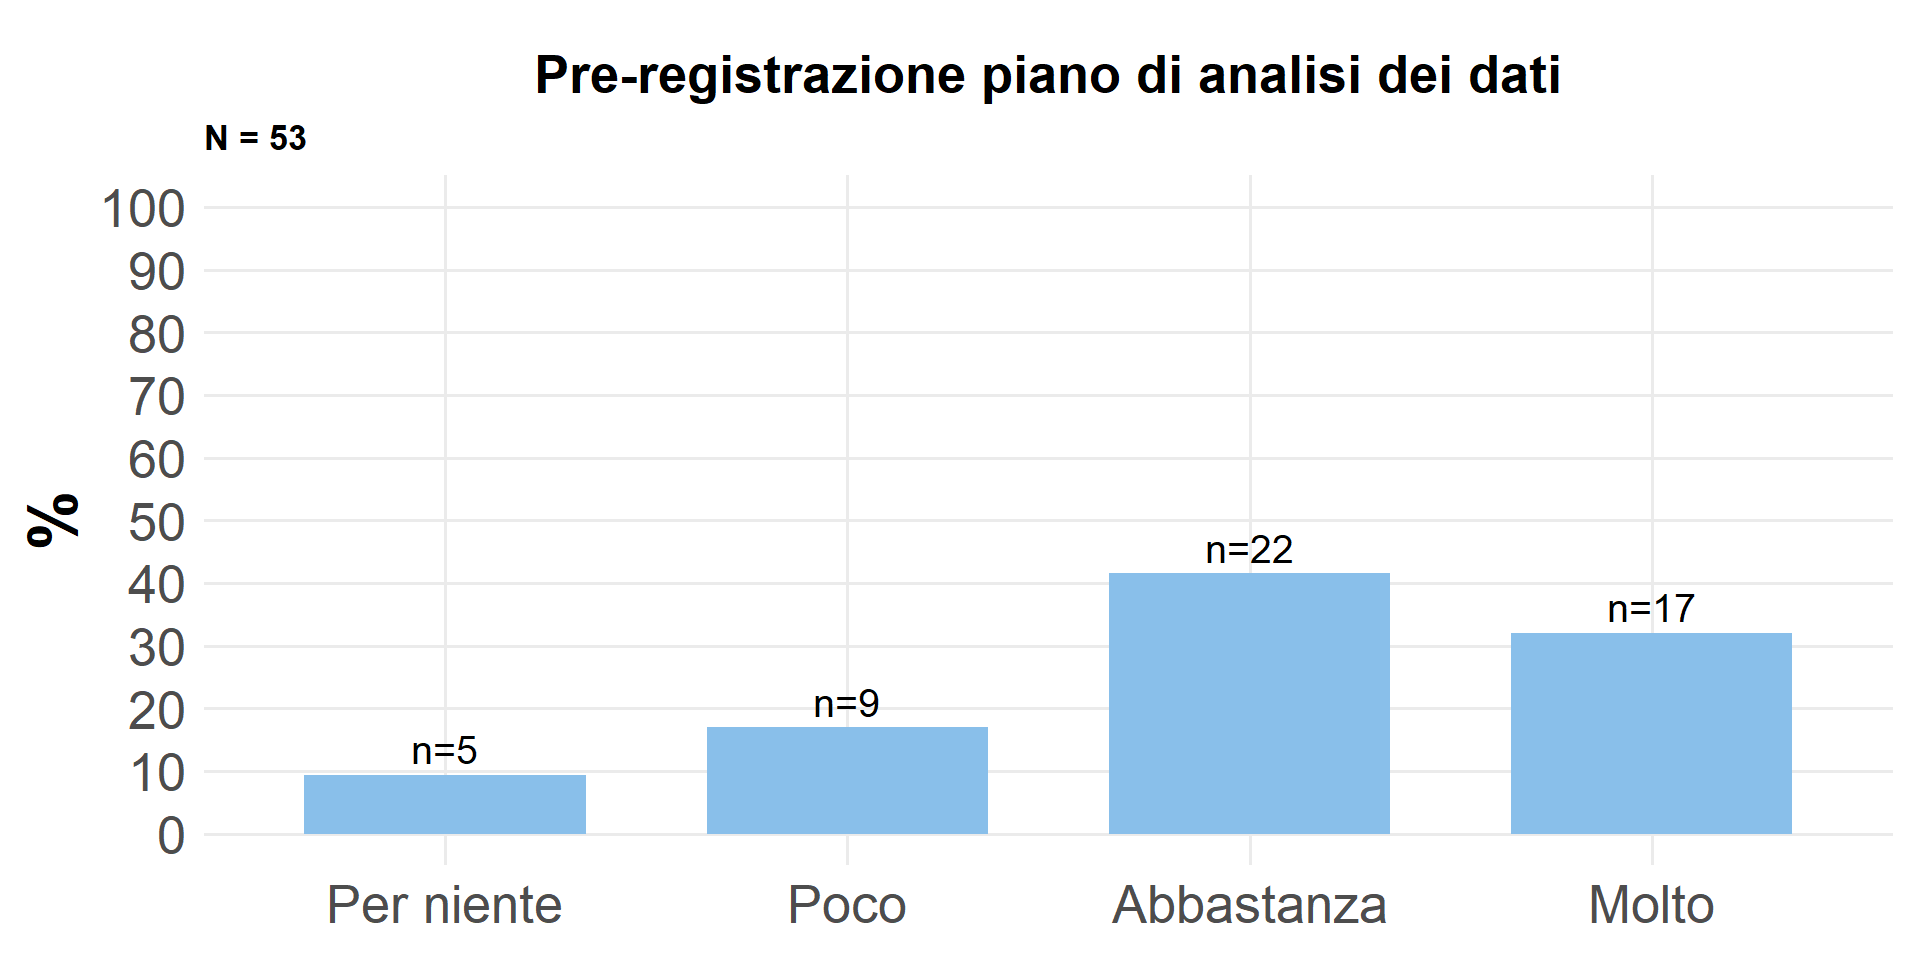 Pre-registrazione piano di analisi dei dati
N = 53
100
90
80
70
60
50
40
30
20
10
0
%
n=5
n=9
n=22
n=17
Per niente
Poco
Abbastanza
Molto